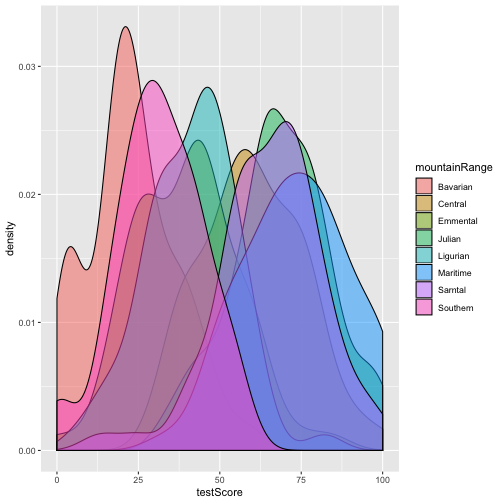 0.03
0.02
0.01
0.00
density
0
25
50
75
100
testScore
mountainRange
Bavarian
Central
Emmental
Julian
Ligurian
Maritime
Sarntal
Southern